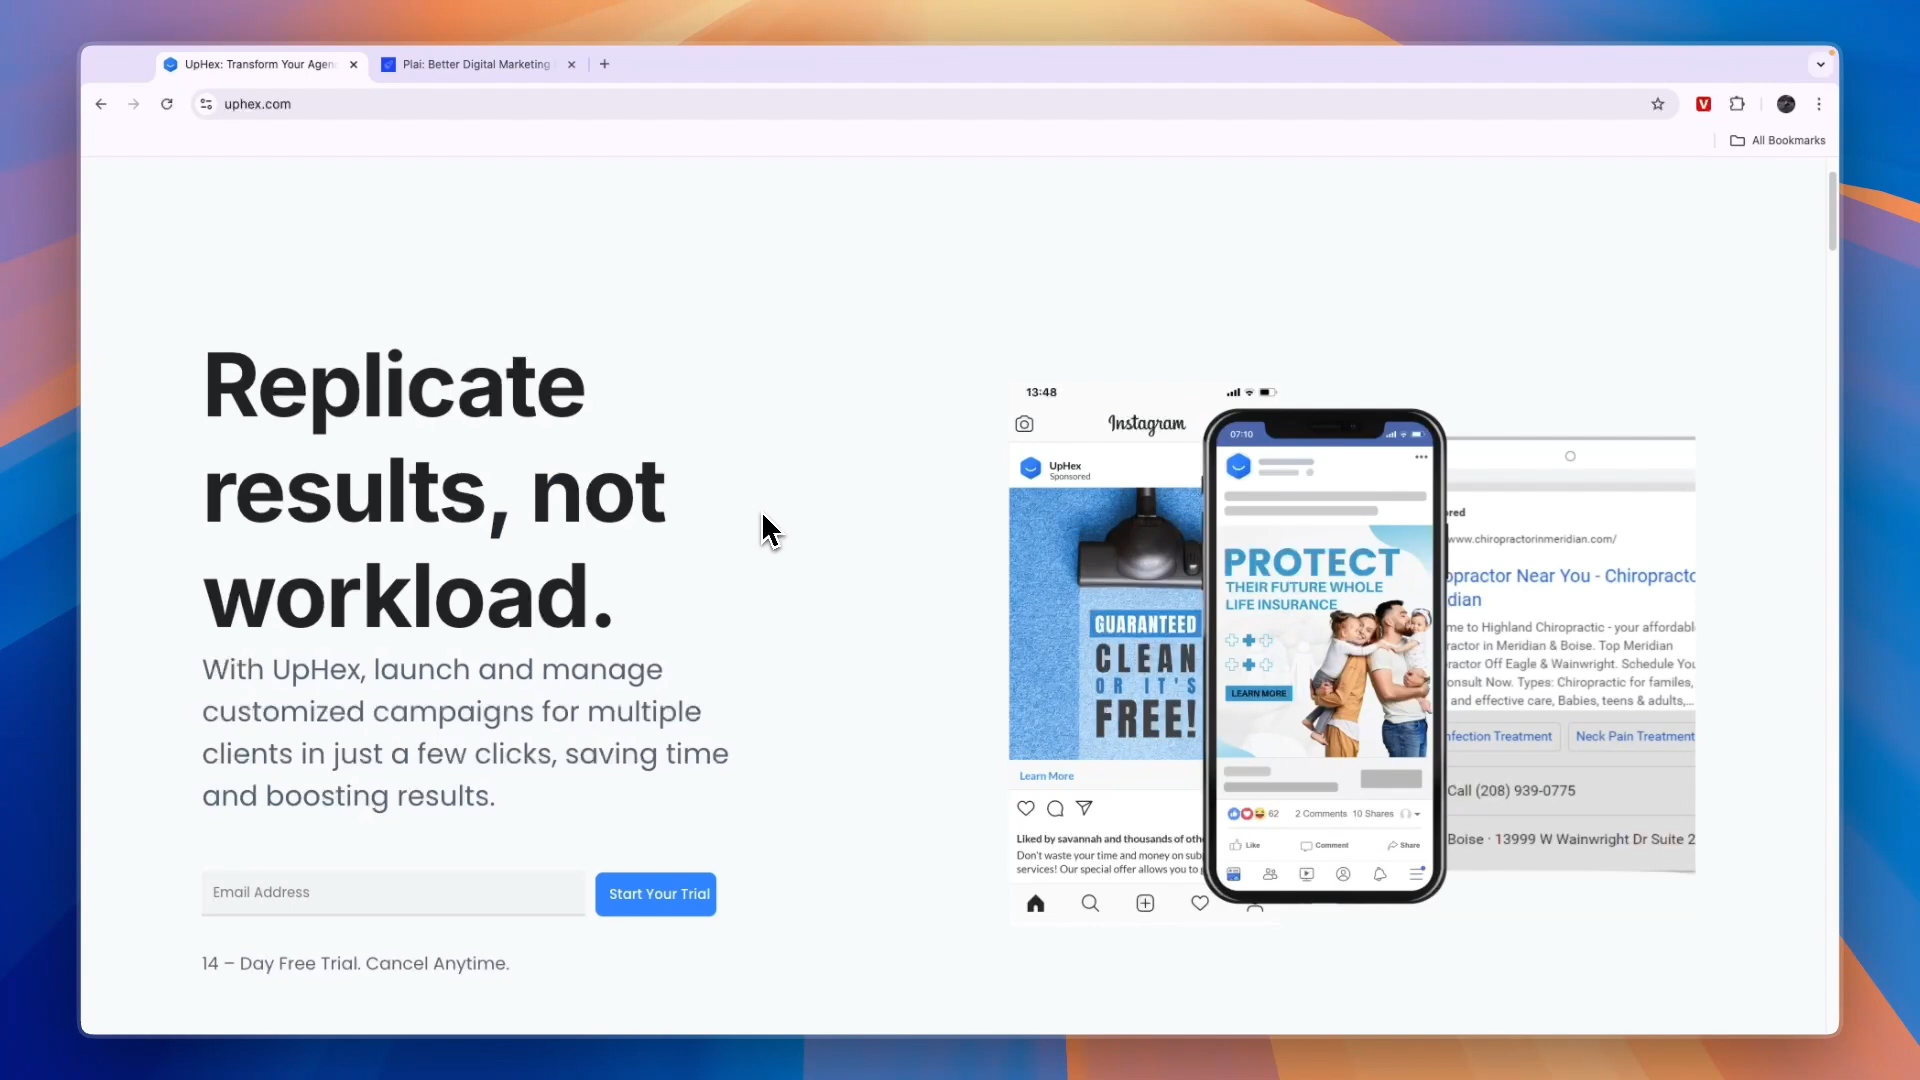 UpHex: Transform Your Agen
Plai: Better Digital Marketing
uphex.com
All Bookmarks
Replicate
results, not
workload.
With UpHex, launch and manage
customized campaigns for multiple
clients in just a few clicks, saving time
and boosting results.
Email Address
Start Your Trial
14 – Day Free Trial. Cancel Anytime.
13:48
Instagram
UpHex
Sponsored
GUARANTEED
CLEAN
OR IT'S
FREE!
Learn More
Liked by savannah and thousands of oth
Don't waste your time and money on sub
services! Our special offer allows you to
07:10
PROTECT
THEIR FUTURE WHOLE
LIFE INSURANCE
LEARN MORE
62
2 Comments 10 Shares
Like
Comment
Share
red
www.chiropractorinmeridian.com/
opractor Near You - Chiropracto
dian
me to Highland Chiropractic - your affordabl
ractor in Meridian & Boise. Top Meridian
ractor Off Eagle & Wainwright. Schedule You
onsult Now. Types: Chiropractic for familes,
and effective care, Babies, teens & adults,...
nfection Treatment
Neck Pain Treatment
Call (208) 939-0775
Boise · 13999 W Wainwright Dr Suite 2